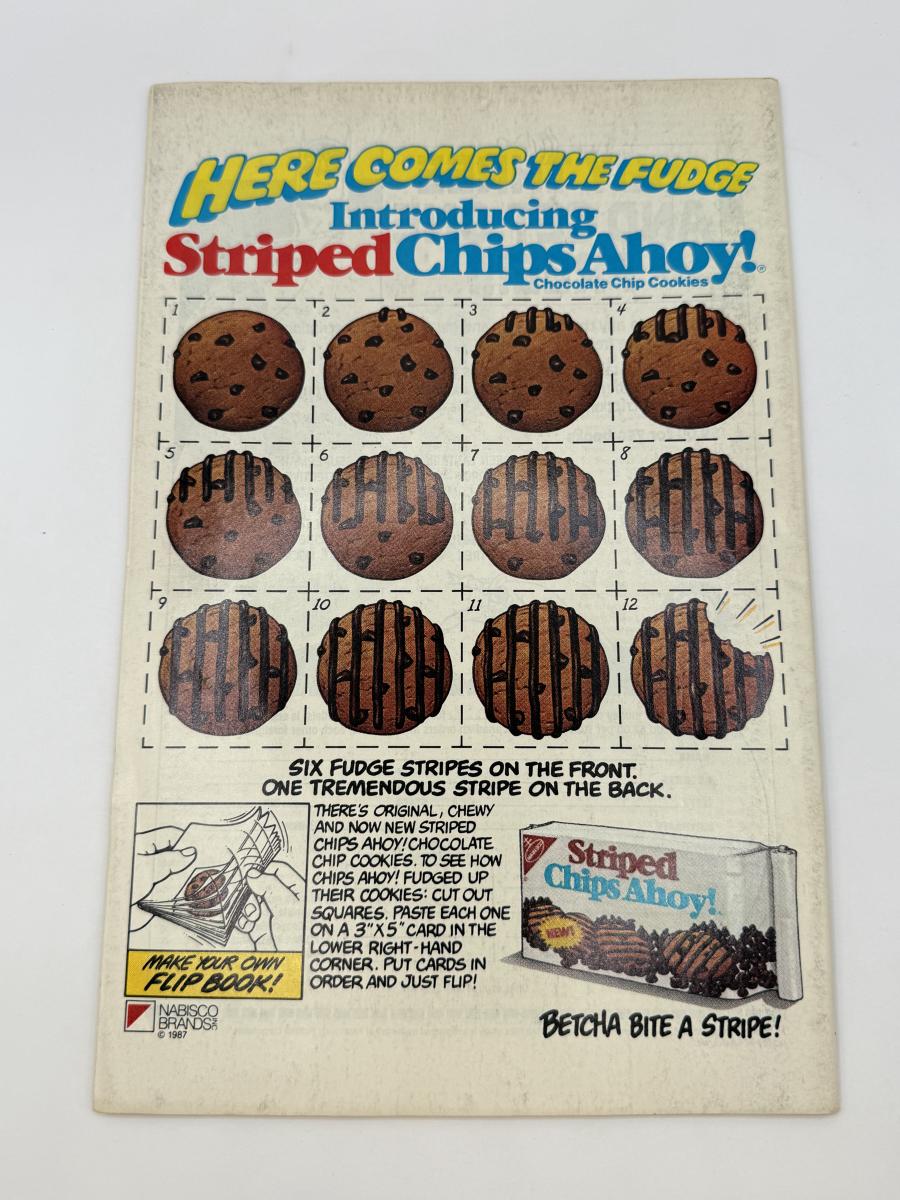 HERE COMES THE FUDGE
Introducing
Striped Chips Ahoy!®
Chocolate Chip Cookies
1 2 3 4
5 6 7 8
9 10 11 12
SIX FUDGE STRIPES ON THE FRONT.
ONE TREMENDOUS STRIPE ON THE BACK.
THERE'S ORIGINAL, CHEWY
AND NOW NEW STRIPED
CHIPS AHOY! CHOCOLATE
CHIP COOKIES. TO SEE HOW
CHIPS AHOY! FUDGED UP
THEIR COOKIES: CUT OUT
SQUARES. PASTE EACH ONE
ON A 3"X5" CARD IN THE
LOWER RIGHT-HAND
CORNER. PUT CARDS IN
ORDER AND JUST FLIP!
MAKE YOUR OWN
FLIP BOOK!
NABISCO
BRANDS INC
© 1987
NABISCO
Striped
Chips Ahoy!
NEW!
BETCHA BITE A STRIPE!